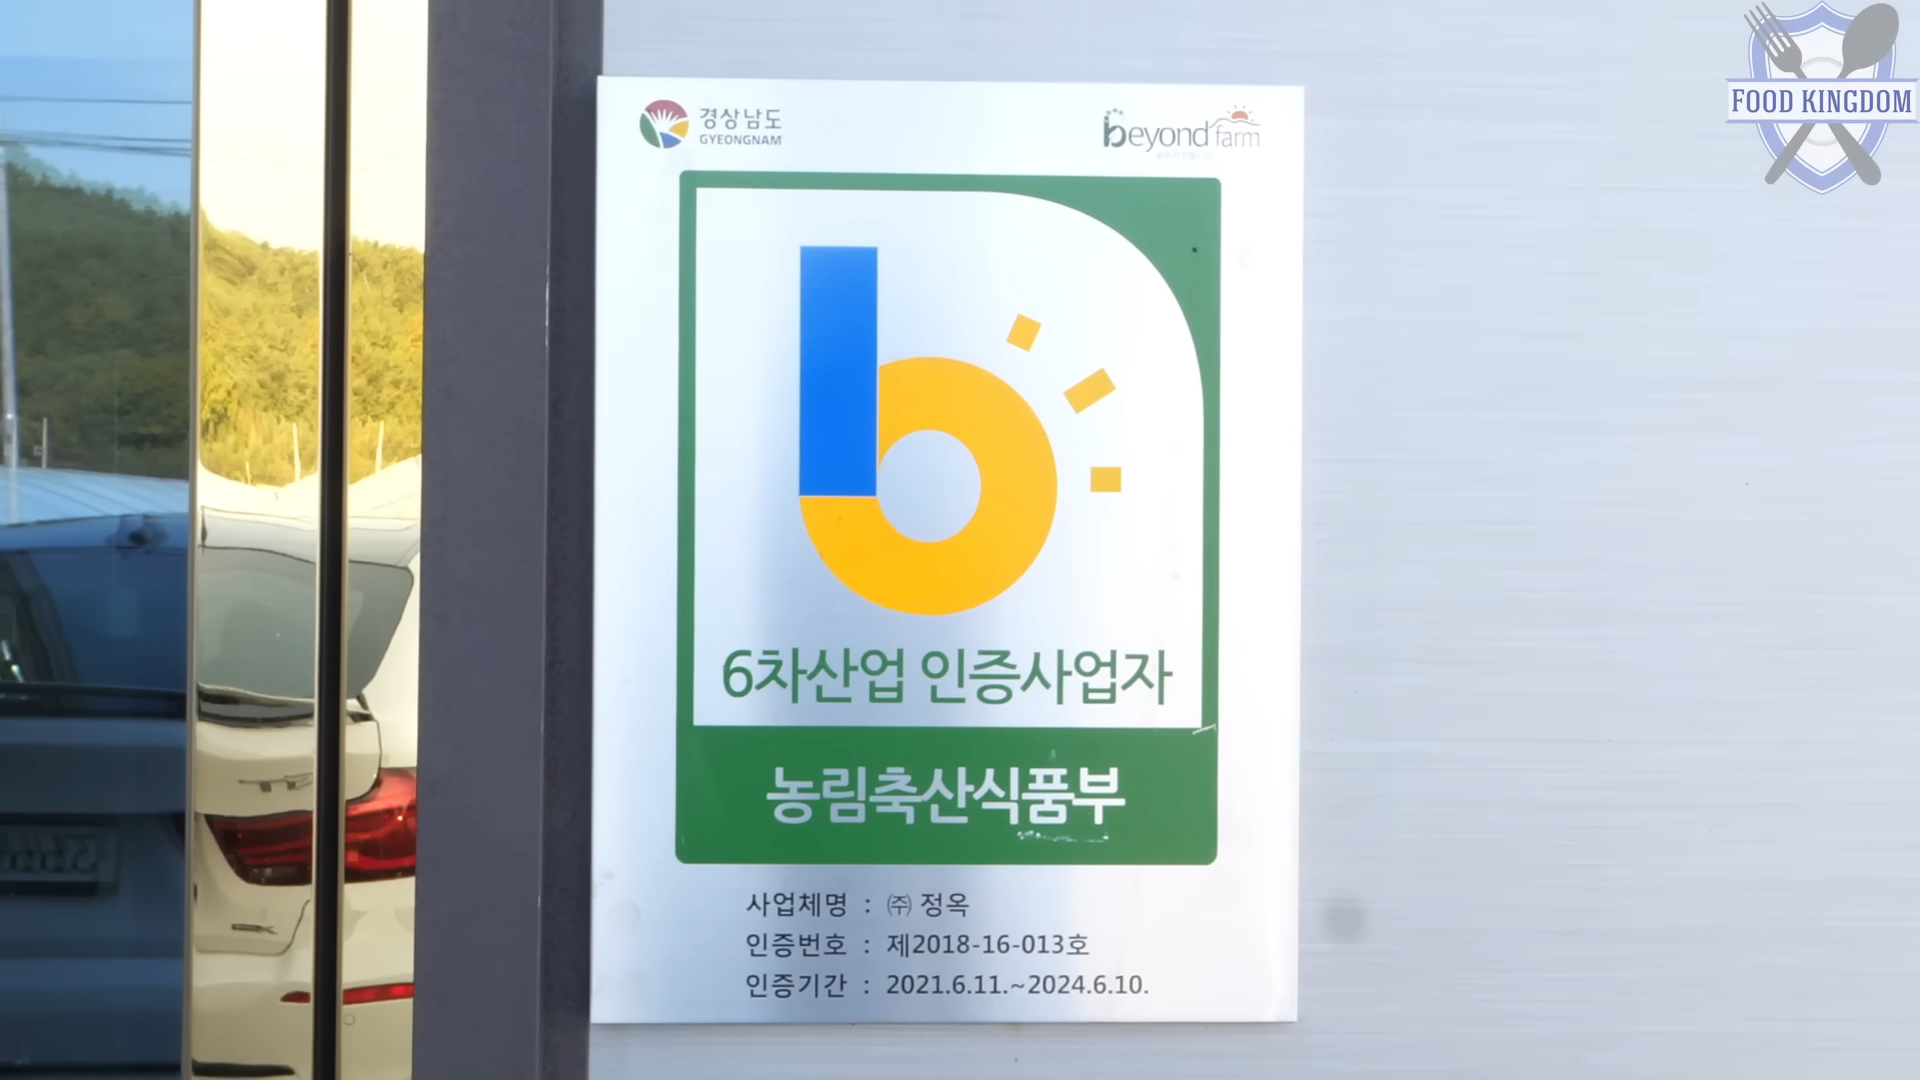 FOOD KINGDOM
경상남도
GYEONGNAM
beyond farm
6차산업 인증사업자
농림축산식품부
사업체명 : ㈜ 정옥
인증번호 : 제2018-16-013호
인증기간 : 2021.6.11.~2024.6.10.